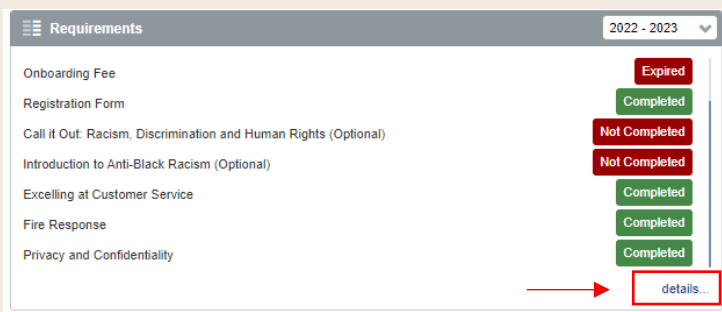 Requirements 2022 - 2023
Onboarding Fee Expired
Registration Form Completed
Call it Out: Racism, Discrimination and Human Rights (Optional) Not Completed
Introduction to Anti-Black Racism (Optional) Not Completed
Excelling at Customer Service Completed
Fire Response Completed
Privacy and Confidentiality Completed
details...